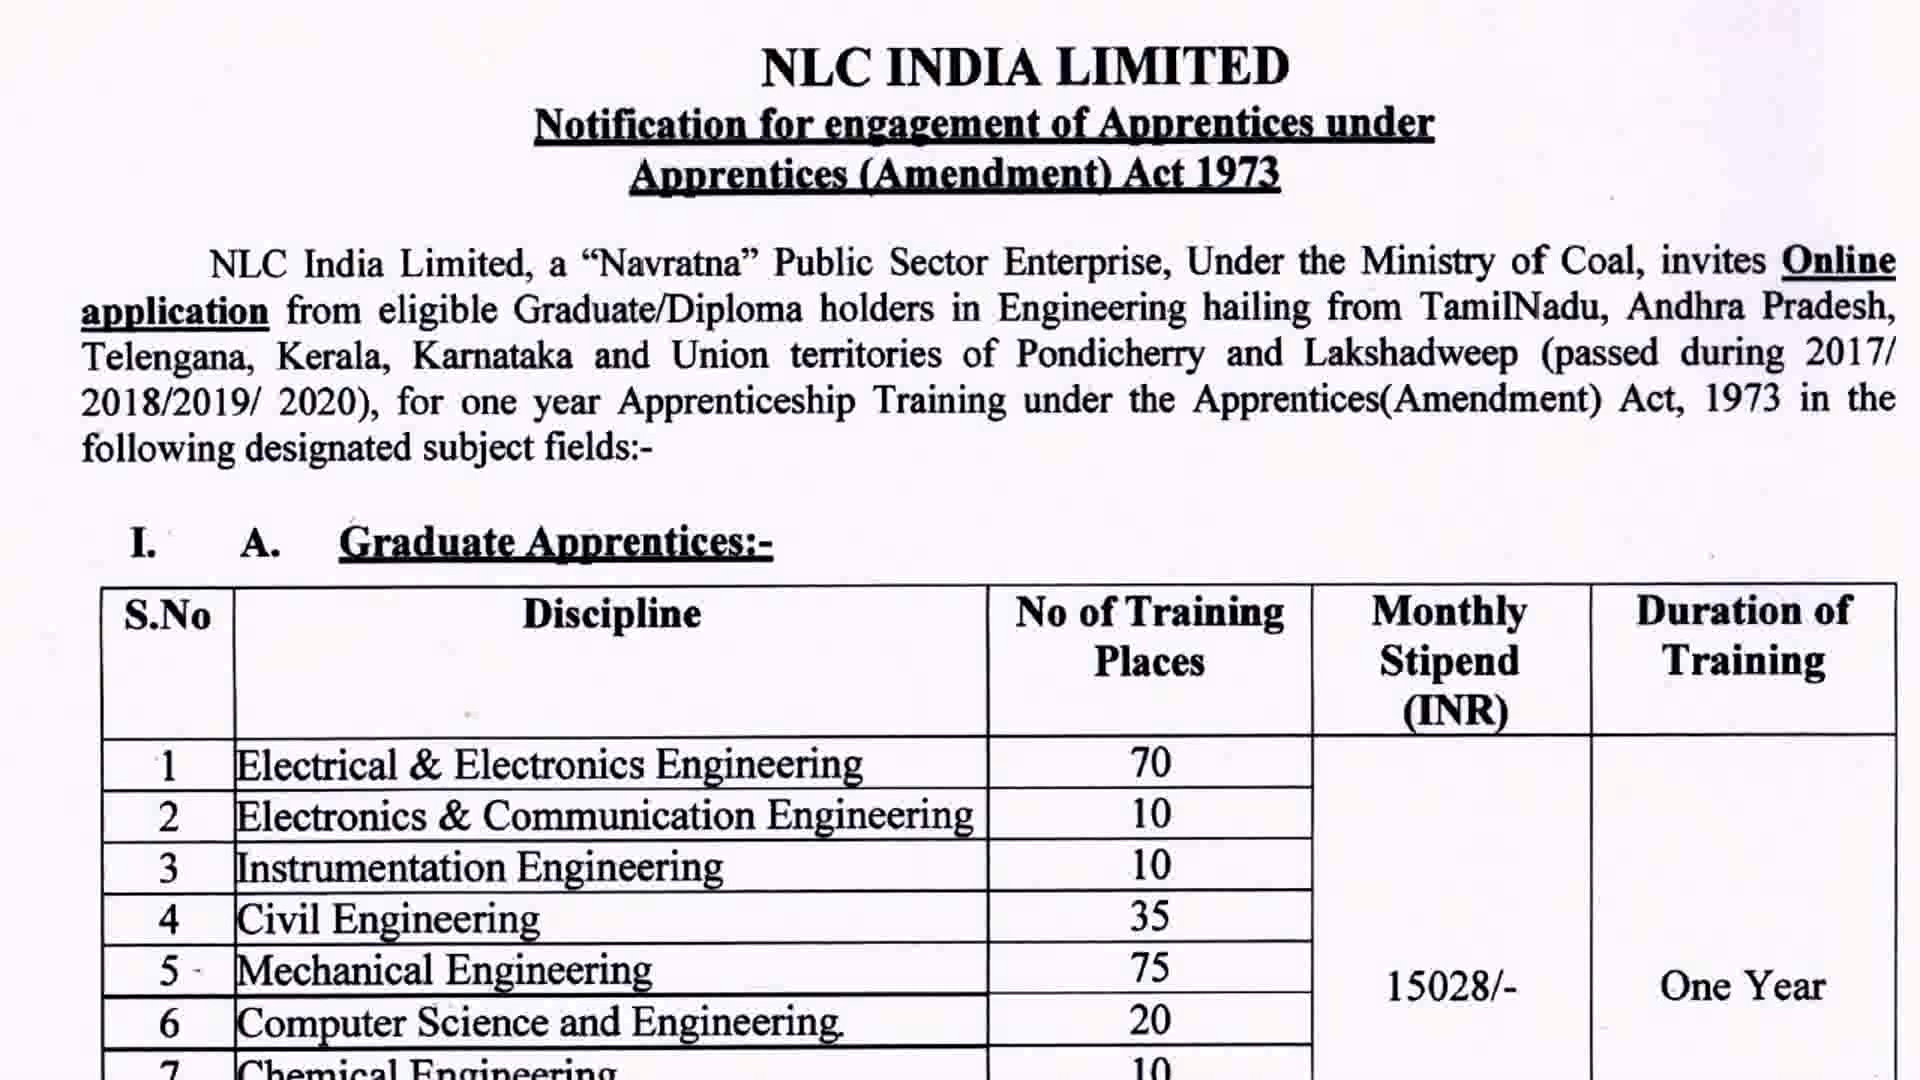 NLC INDIA LIMITED
Notification for engagement of Apprentices under
Apprentices (Amendment) Act 1973
NLC India Limited, a “Navratna” Public Sector Enterprise, Under the Ministry of Coal, invites Online
application from eligible Graduate/Diploma holders in Engineering hailing from TamilNadu, Andhra Pradesh,
Telengana, Kerala, Karnataka and Union territories of Pondicherry and Lakshadweep (passed during 2017/
2018/2019/ 2020), for one year Apprenticeship Training under the Apprentices(Amendment) Act, 1973 in the
following designated subject fields:-
I. A. Graduate Apprentices:-
S.No Discipline No of Training Places Monthly Stipend (INR) Duration of Training
1 Electrical & Electronics Engineering 70
2 Electronics & Communication Engineering 10
3 Instrumentation Engineering 10
4 Civil Engineering 35
5 Mechanical Engineering 75
15028/- One Year
6 Computer Science and Engineering 20
7 Chemical Engineering 10